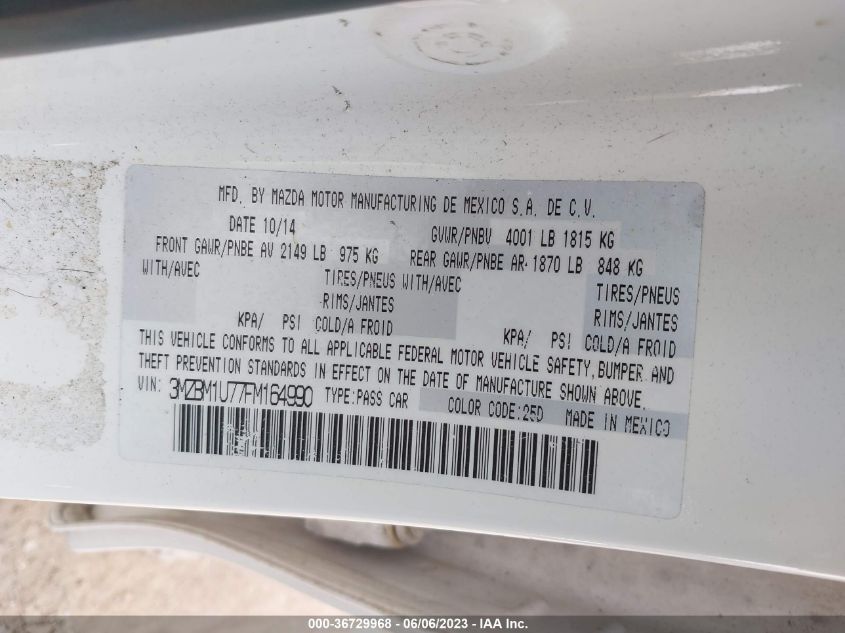 MFD. BY MAZDA MOTOR MANUFACTURING DE MEXICO S.A. DE C.V.
DATE 10/14 GVWR/PNBV 4001 LB 1815 KG
FRONT GAWR/PNBE AV 2149 LB 975 KG REAR GAWR/PNBE AR 1870 LB 848 KG
WITH/AVEC TIRES/PNEUS WITH/AVEC TIRES/PNEUS
RIMS/JANTES RIMS/JANTES
KPA/ PSI COLD/A FROID KPA/ PSI COLD/A FROID
THIS VEHICLE CONFORMS TO ALL APPLICABLE FEDERAL MOTOR VEHICLE SAFETY, BUMPER, AND
THEFT PREVENTION STANDARDS IN EFFECT ON THE DATE OF MANUFACTURE SHOWN ABOVE.
VIN: 3MZBM1U77FM164990 TYPE:PASS CAR COLOR CODE:25D MADE IN MEXICO
000-36729968 - 06/06/2023 - IAA Inc.